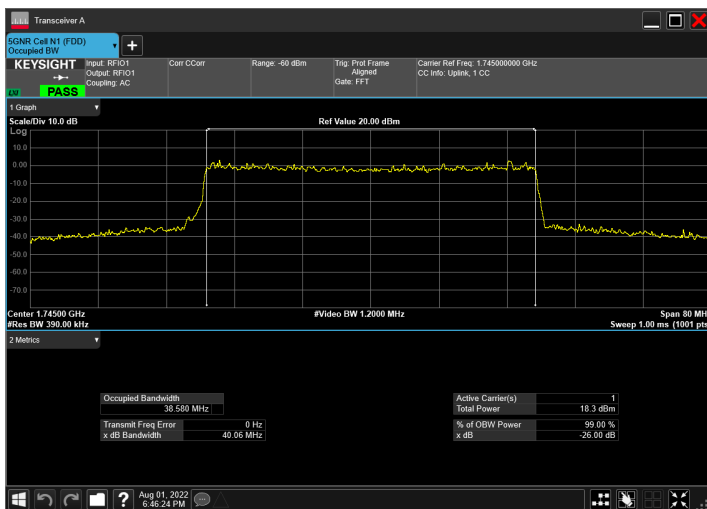 Transceiver A
5GNR Cell N1 (FDD)
Occupied BW
KEYSIGHT
LXI
PASS
Input: RFIO1
Output: RFIO1
Coupling: AC
Corr CCorr
Range: -60 dBm
Trig: Prot Frame
Aligned
Gate: FFT
Carrier Ref Freq: 1.745000000 GHz
CC Info: Uplink, 1 CC
1 Graph
Scale/Div 10.0 dB
Ref Value 20.00 dBm
Log
10.0
0.00
-10.0
-20.0
-30.0
-40.0
-50.0
-60.0
-70.0
Center 1.74500 GHz
#Video BW 1.2000 MHz
Span 80 MH
#Res BW 390.00 kHz
Sweep 1.00 ms (1001 pts
2 Metrics
Occupied Bandwidth
38.580 MHz
Transmit Freq Error 0 Hz
x dB Bandwidth 40.06 MHz
Active Carrier(s) 1
Total Power 18.3 dBm
% of OBW Power 99.00 %
x dB -26.00 dB
Aug 01, 2022
6:46:24 PM